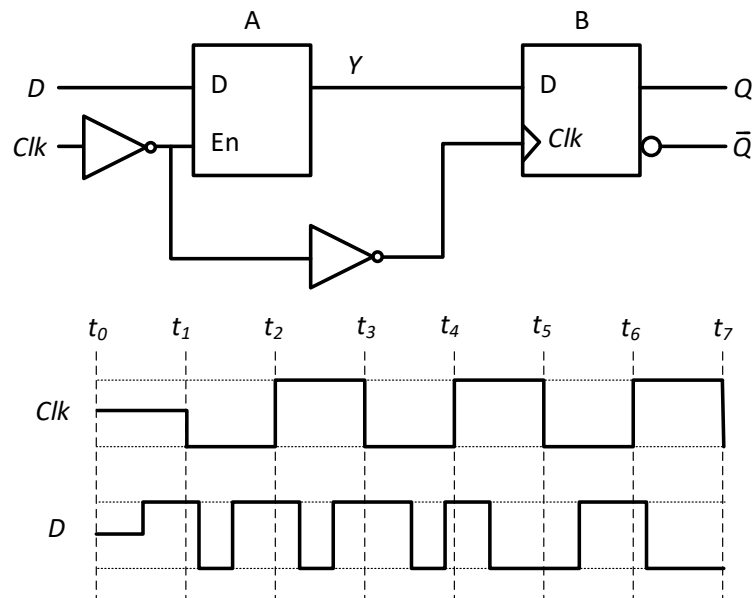 A B
D D Y D Q
Clk En Clk Q̅
t₀ t₁ t₂ t₃ t₄ t₅ t₆ t₇
Clk
D